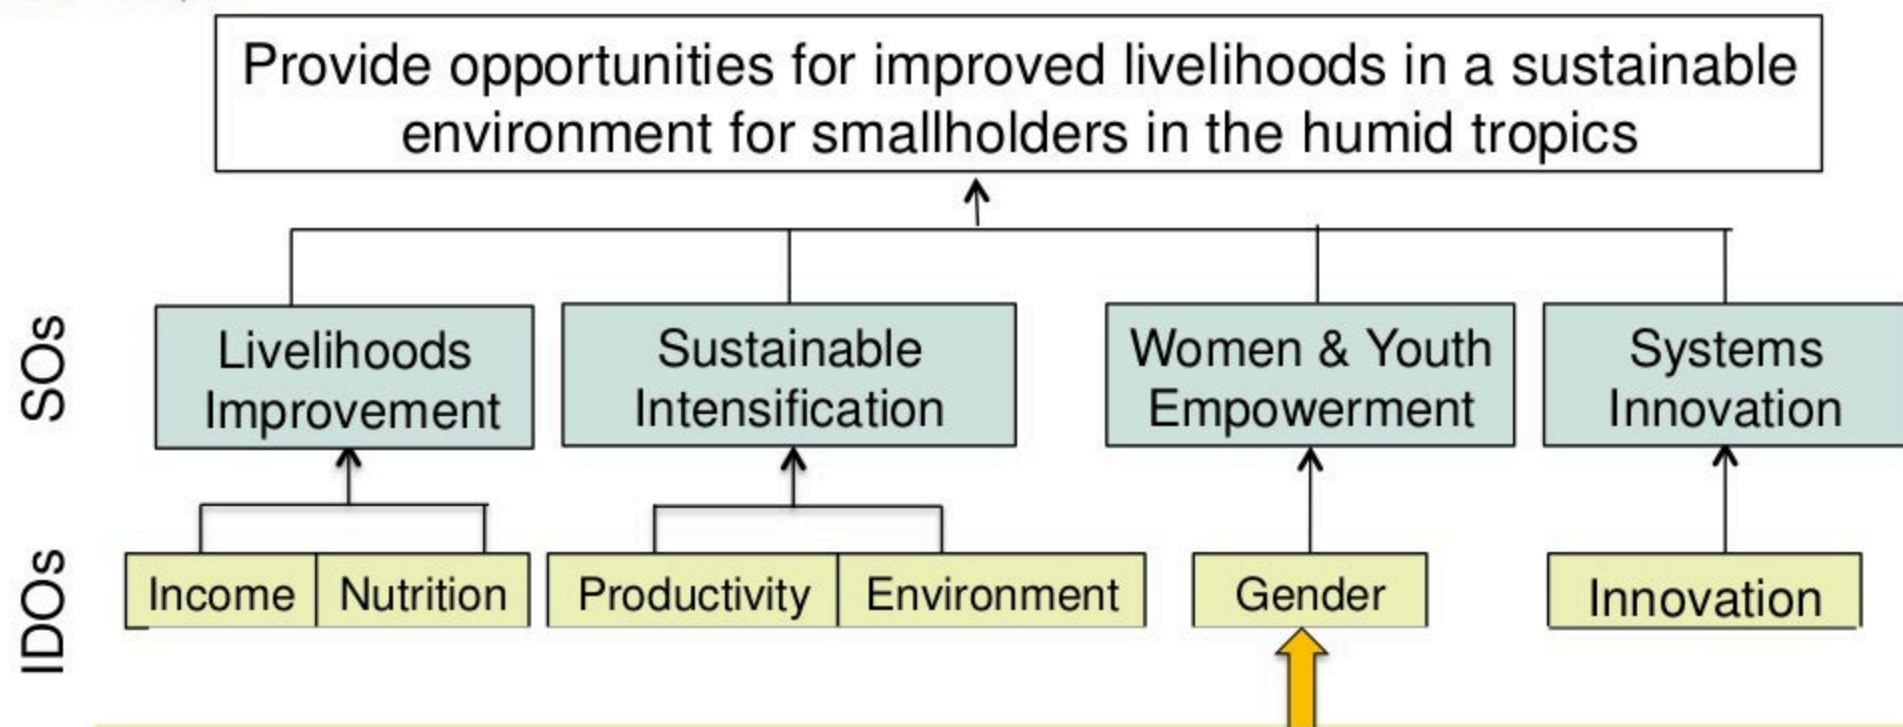 Provide opportunities for improved livelihoods in a sustainable
environment for smallholders in the humid tropics
SOs
Livelihoods
Improvement
Sustainable
Intensification
Women & Youth
Empowerment
Systems
Innovation
IDOs
Income
Nutrition
Productivity
Environment
Gender
Innovation